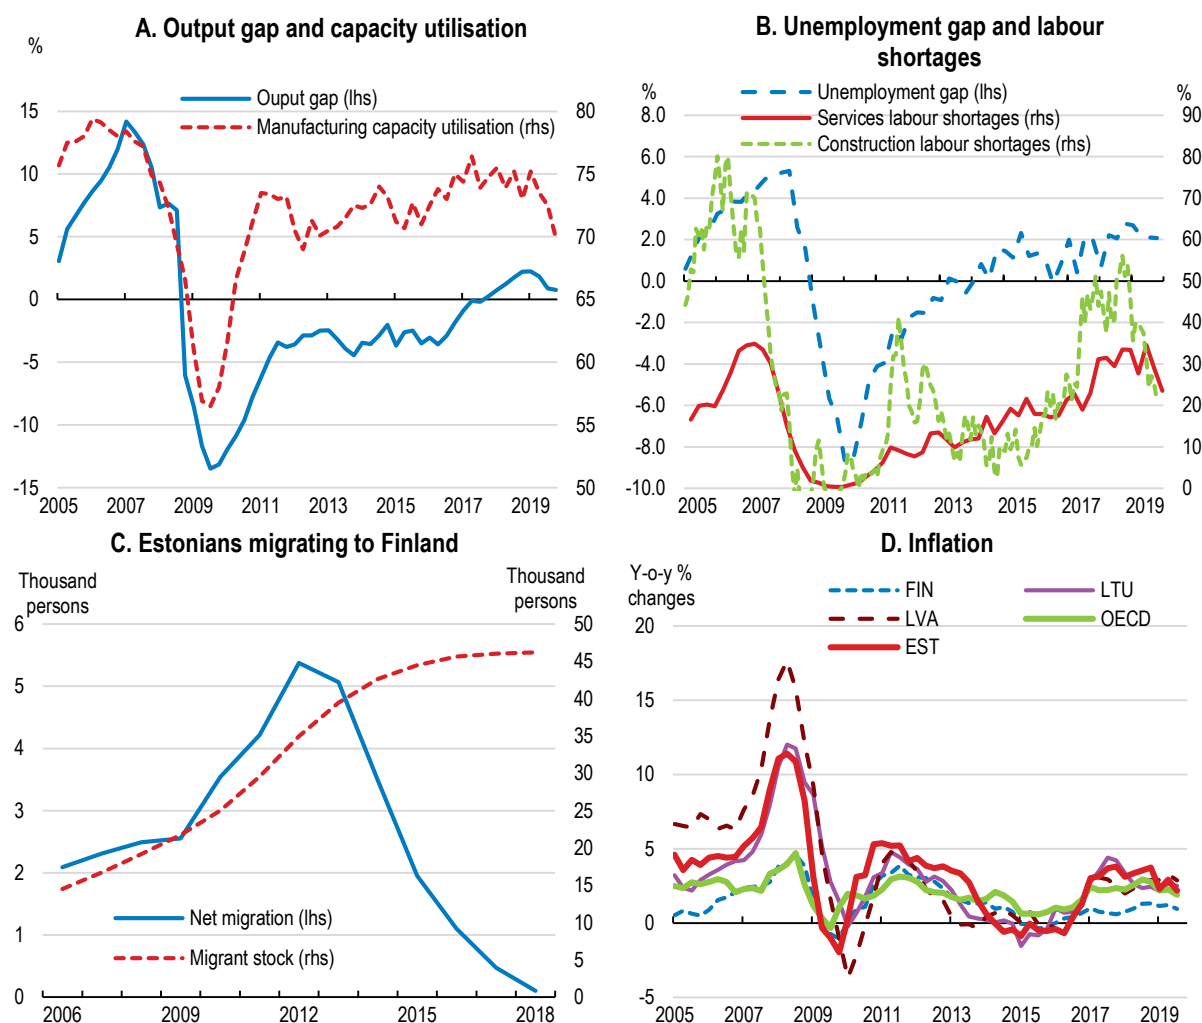 A. Output gap and capacity utilisation
%
Ouput gap (lhs)
Manufacturing capacity utilisation (rhs)
15
10
5
0
-5
-10
-15
80
75
70
65
60
55
50
2005 2007 2009 2011 2013 2015 2017 2019
B. Unemployment gap and labour
shortages
%
%
Unemployment gap (lhs)
Services labour shortages (rhs)
Construction labour shortages (rhs)
8.0
6.0
4.0
2.0
0.0
-2.0
-4.0
-6.0
-8.0
-10.0
90
80
70
60
50
40
30
20
10
0
2005 2007 2009 2011 2013 2015 2017 2019
C. Estonians migrating to Finland
Thousand
persons
Thousand
persons
6
5
4
3
2
1
0
50
45
40
35
30
25
20
15
10
5
0
Net migration (lhs)
Migrant stock (rhs)
2006 2009 2012 2015 2018
D. Inflation
Y-o-y %
changes
FIN
LTU
LVA
OECD
EST
20
15
10
5
0
-5
2005 2007 2009 2011 2013 2015 2017 2019